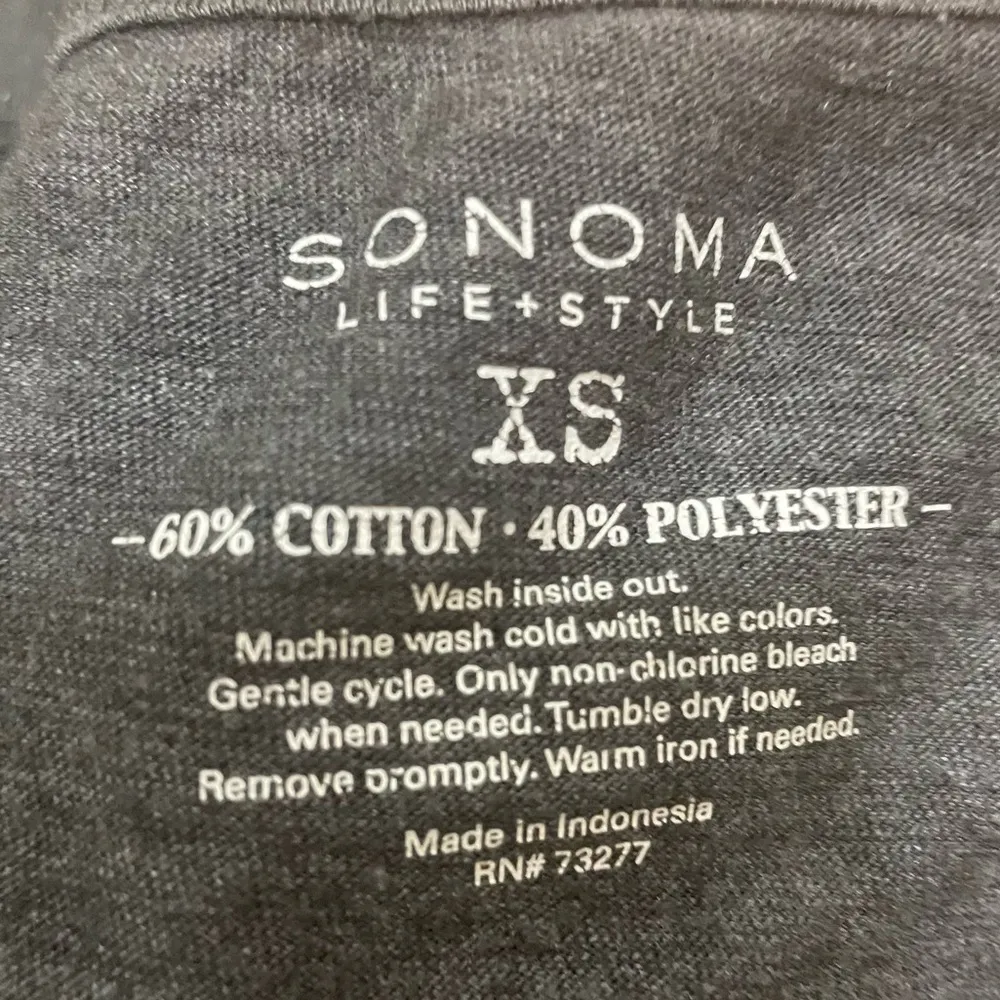 SONOMA
LIFE+STYLE
XS
-60% COTTON · 40% POLYESTER-
Wash inside out.
Machine wash cold with like colors.
Gentle cycle. Only non-chlorine bleach
when needed. Tumble dry low.
Remove promptly. Warm iron if needed.
Made in Indonesia
RN# 73277